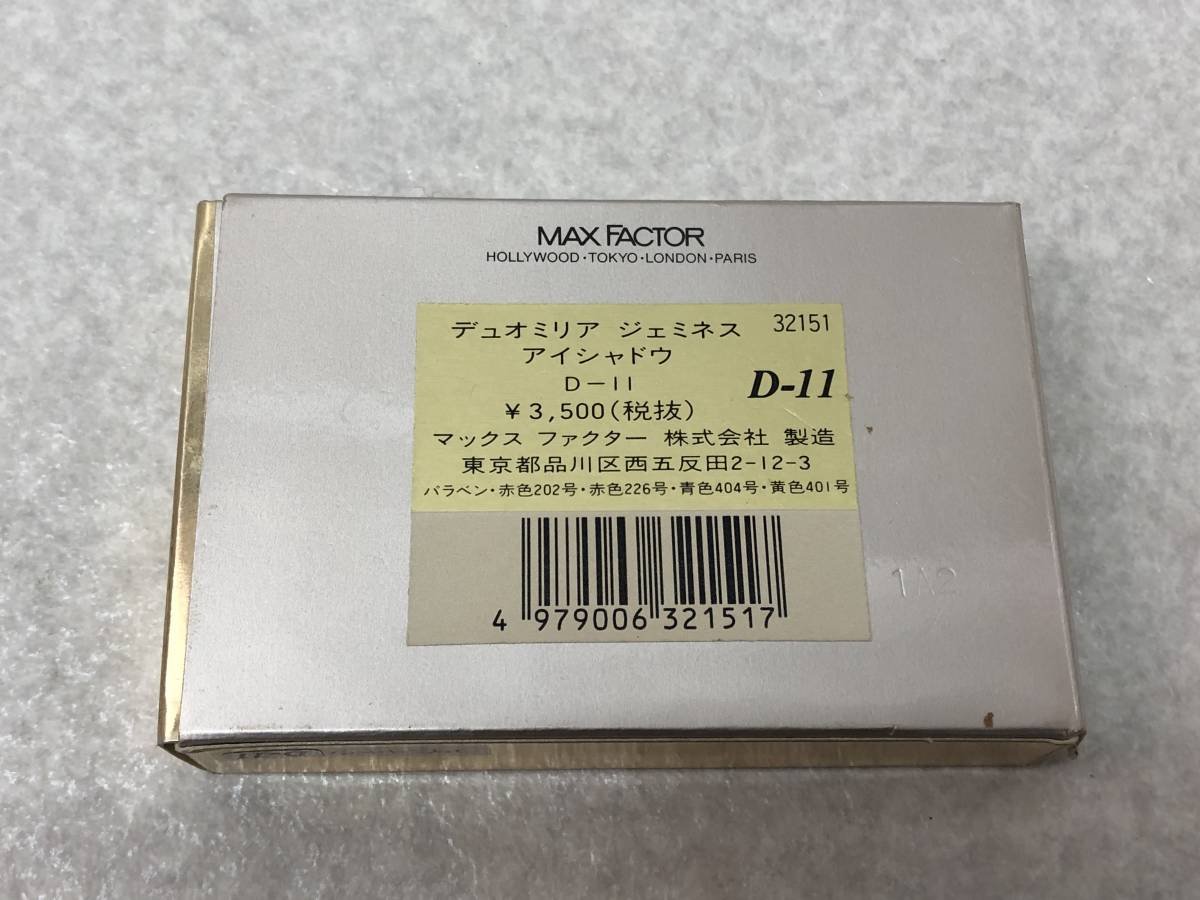 MAX FACTOR
HOLLYWOOD・TOKYO・LONDON・PARIS
デュオミリア ジェミネス 32151
アイシャドウ
D-11 D-11
¥3,500(税抜)
マックス ファクター 株式会社 製造
東京都品川区西五反田2-12-3
パラベン・赤色202号・赤色226号・青色404号・黄色401号
4 979006 321517
1A2